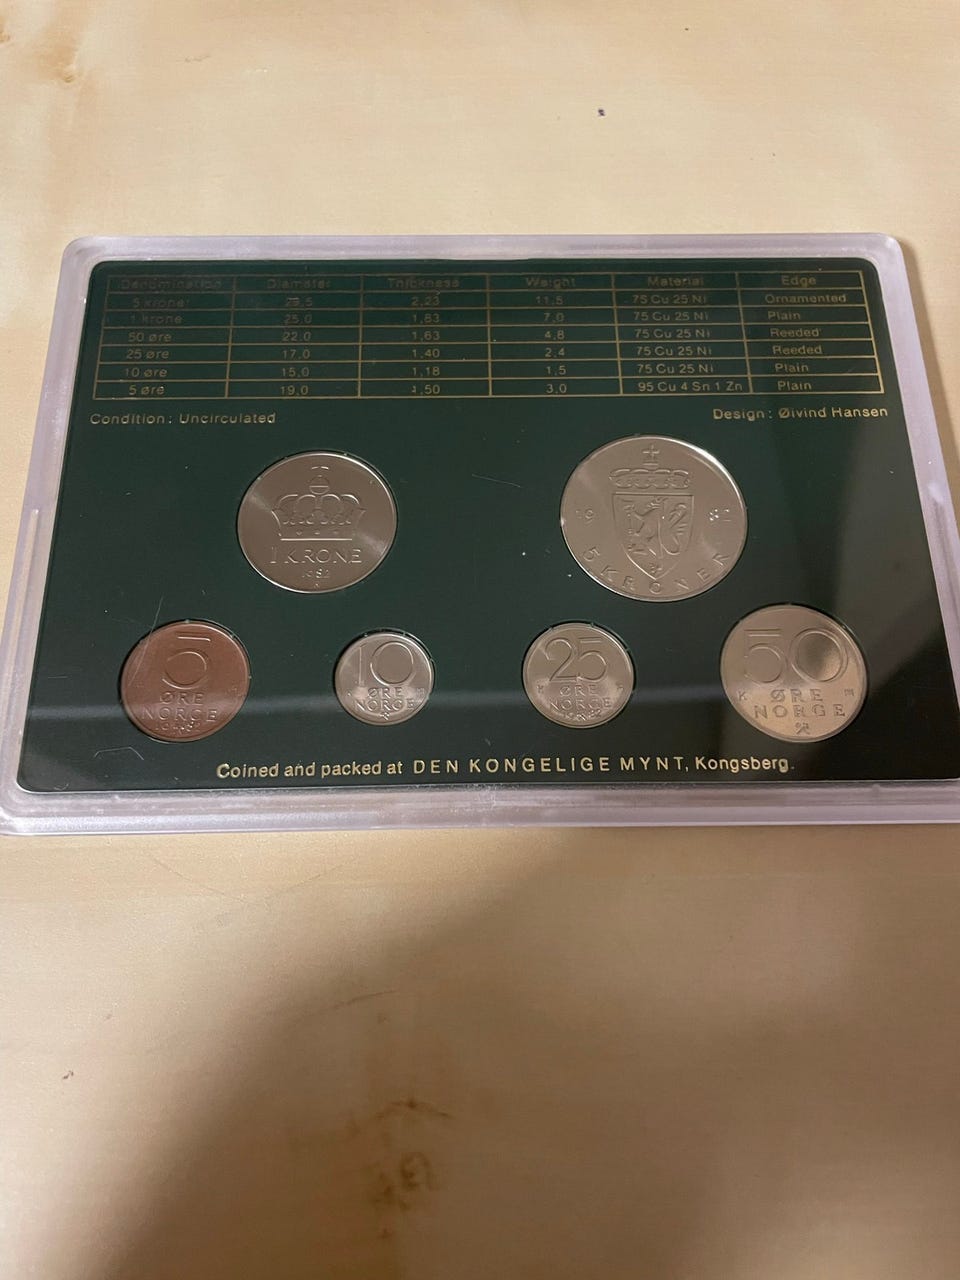 Denomination Diameter Thickness Weight Material Edge
5 krone 29,5 2,23 11,5 75 Cu 25 Ni Ornamented
1 krone 25,0 1,83 7,0 75 Cu 25 Ni Plain
50 øre 22,0 1,63 4,8 75 Cu 25 Ni Reeded
25 øre 17,0 1,40 2,4 75 Cu 25 Ni Reeded
10 øre 15,0 1,18 1,5 75 Cu 25 Ni Plain
5 øre 19,0 1,50 3,0 95 Cu 4 Sn 1 Zn Plain
Condition: Uncirculated
Design: Øivind Hansen
1 KRONE
1982
K
1982
5 KRONER
5
ØRE
NORGE
1982
10
ØRE
NORGE
25
K ØRE
NORGE
1982
50
K ØRE
NORGE
Coined and packed at DEN KONGELIGE MYNT, Kongsberg.